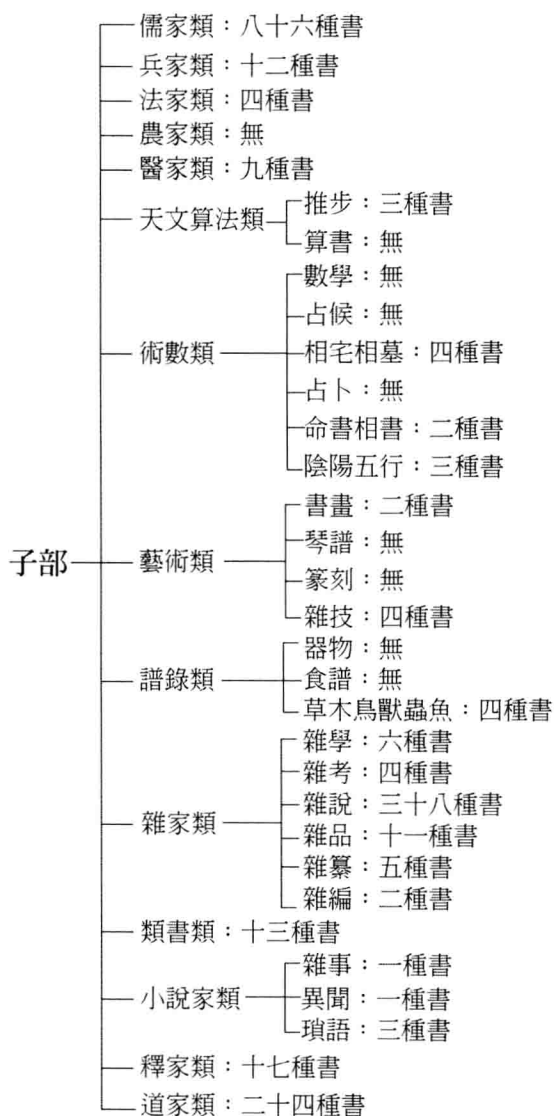 儒家類：八十六種書
兵家類：十二種書
法家類：四種書
農家類：無
醫家類：九種書
天文算法類
推步：三種書
算書：無
術數類
數學：無
占候：無
相宅相墓：四種書
占卜：無
命書相書：二種書
陰陽五行：三種書
子部
藝術類
書畫：二種書
琴譜：無
篆刻：無
雜技：四種書
譜錄類
器物：無
食譜：無
草木鳥獸蟲魚：四種書
雜家類
雜學：六種書
雜考：四種書
雜說：三十八種書
雜品：十一種書
雜纂：五種書
雜編：二種書
類書類：十三種書
小說家類
雜事：一種書
異聞：一種書
瑣語：三種書
釋家類：十七種書
道家類：二十四種書